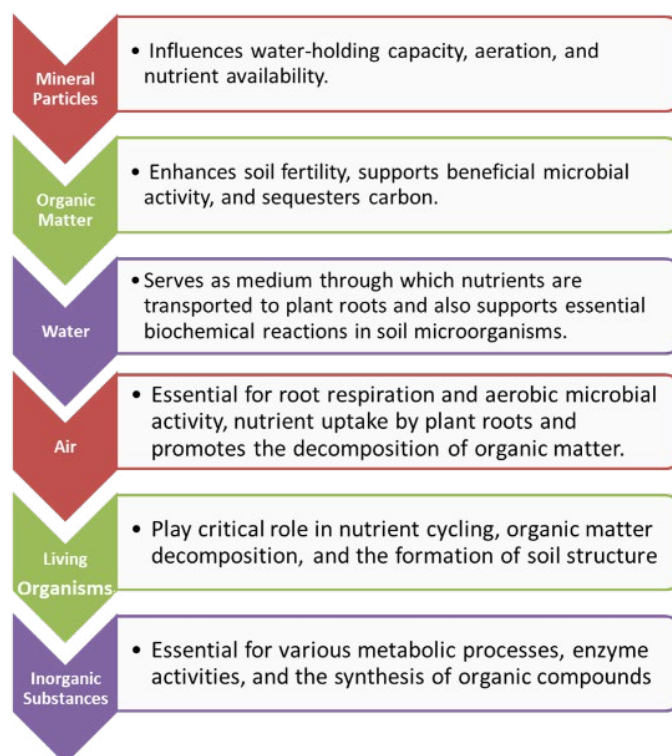 Mineral
Particles
• Influences water-holding capacity, aeration, and
nutrient availability.
Organic
Matter
• Enhances soil fertility, supports beneficial microbial
activity, and sequesters carbon.
Water
• Serves as medium through which nutrients are
transported to plant roots and also supports essential
biochemical reactions in soil microorganisms.
Air
• Essential for root respiration and aerobic microbial
activity, nutrient uptake by plant roots and
promotes the decomposition of organic matter.
Living
Organisms
• Play critical role in nutrient cycling, organic matter
decomposition, and the formation of soil structure
Inorganic
Substances
• Essential for various metabolic processes, enzyme
activities, and the synthesis of organic compounds